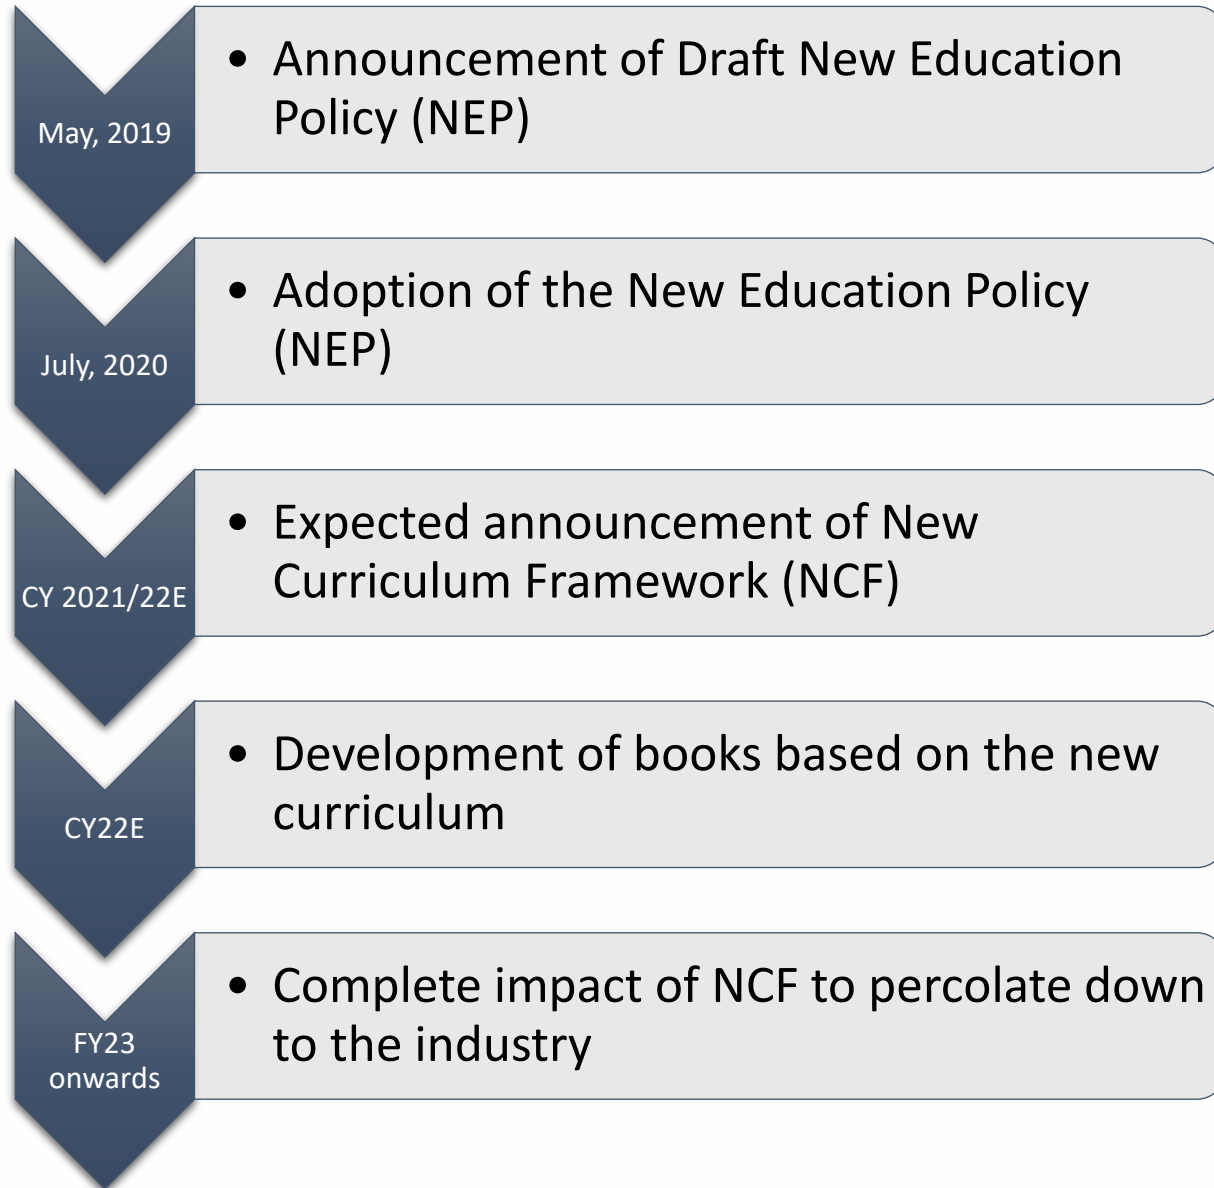 May, 2019
• Announcement of Draft New Education
Policy (NEP)
July, 2020
• Adoption of the New Education Policy
(NEP)
CY 2021/22E
• Expected announcement of New
Curriculum Framework (NCF)
CY22E
• Development of books based on the new
curriculum
FY23
onwards
• Complete impact of NCF to percolate down
to the industry